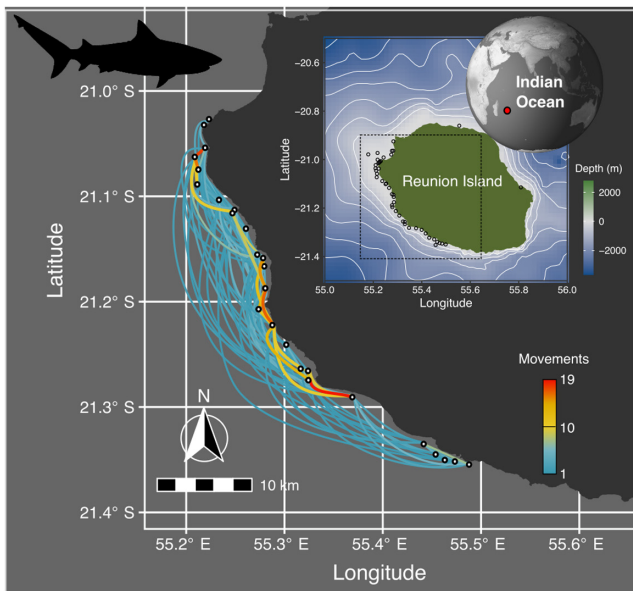 Indian
Ocean
−20.6
−20.8
−21.0
−21.2
−21.4
Latitude
Reunion Island
55.0
55.2
55.4
55.6
55.8
56.0
Longitude
Depth (m)
2000
0
−2000
21.0° S
21.1° S
21.2° S
21.3° S
21.4° S
Latitude
Movements
19
10
1
N
10 km
55.2° E
55.3° E
55.4° E
55.5° E
55.6° E
Longitude